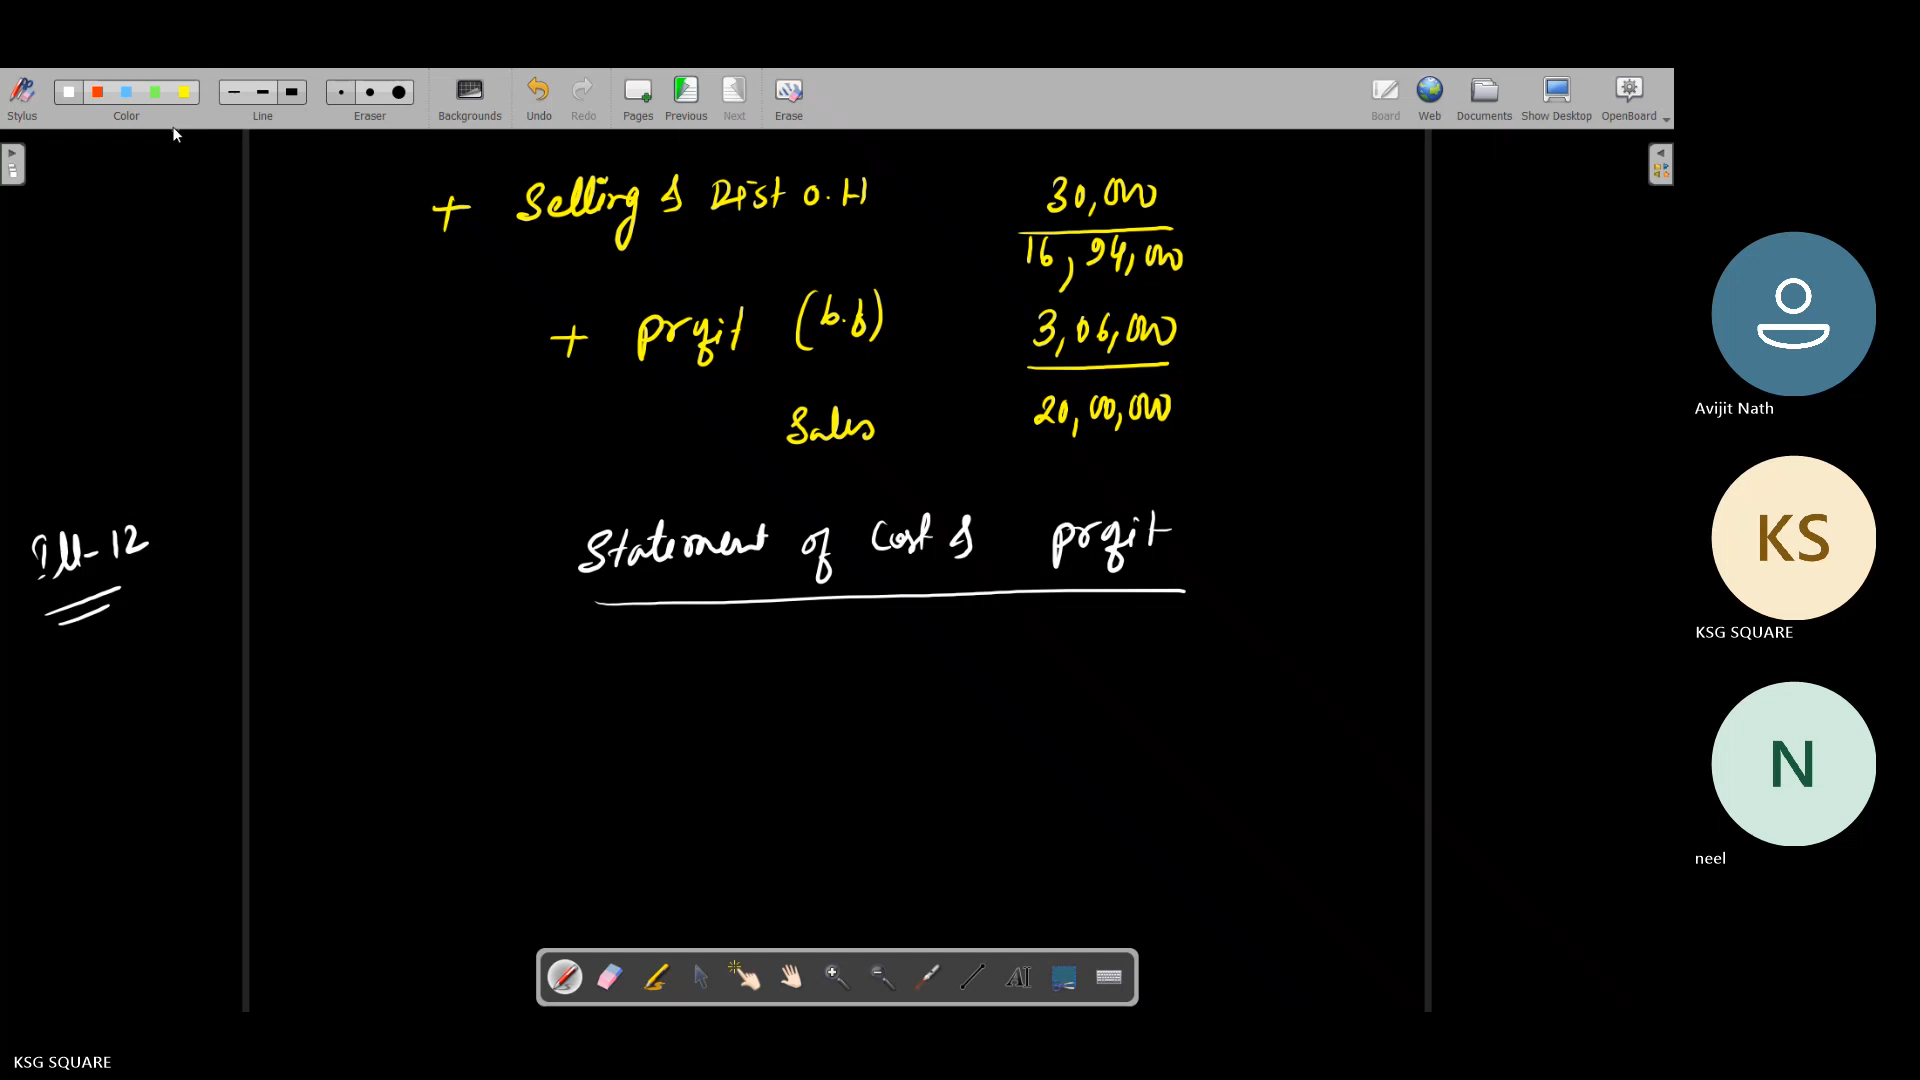 Stylus Color Line Eraser Backgrounds Undo Redo Pages Previous Next Erase Board Web Documents Show Desktop OpenBoard
+ Selling & Dist O.H 30,000
16,94,000
+ Profit (b.f) 3,06,000
Sales 20,00,000
Ill-12
Statement of Cost & Profit
AI
Avijit Nath
KS
KSG SQUARE
N
neel
KSG SQUARE